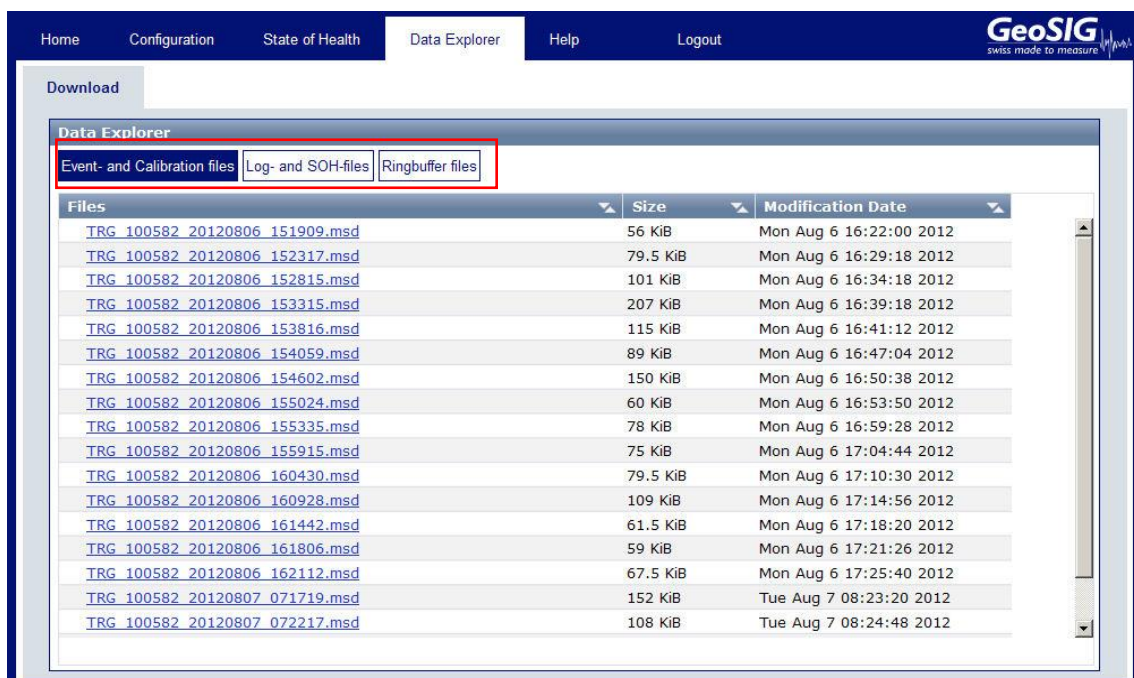 Home Configuration State of Health Data Explorer Help Logout
GeoSIG
swiss made to measure
Download
Data Explorer
Event- and Calibration files Log- and SOH-files Ringbuffer files
Files Size Modification Date
TRG_100582_20120806_151909.msd 56 KiB Mon Aug 6 16:22:00 2012
TRG_100582_20120806_152317.msd 79.5 KiB Mon Aug 6 16:29:18 2012
TRG_100582_20120806_152815.msd 101 KiB Mon Aug 6 16:34:18 2012
TRG_100582_20120806_153315.msd 207 KiB Mon Aug 6 16:39:18 2012
TRG_100582_20120806_153816.msd 115 KiB Mon Aug 6 16:41:12 2012
TRG_100582_20120806_154059.msd 89 KiB Mon Aug 6 16:47:04 2012
TRG_100582_20120806_154602.msd 150 KiB Mon Aug 6 16:50:38 2012
TRG_100582_20120806_155024.msd 60 KiB Mon Aug 6 16:53:50 2012
TRG_100582_20120806_155335.msd 78 KiB Mon Aug 6 16:59:28 2012
TRG_100582_20120806_155915.msd 75 KiB Mon Aug 6 17:04:44 2012
TRG_100582_20120806_160430.msd 79.5 KiB Mon Aug 6 17:10:30 2012
TRG_100582_20120806_160928.msd 109 KiB Mon Aug 6 17:14:56 2012
TRG_100582_20120806_161442.msd 61.5 KiB Mon Aug 6 17:18:20 2012
TRG_100582_20120806_161806.msd 59 KiB Mon Aug 6 17:21:26 2012
TRG_100582_20120806_162112.msd 67.5 KiB Mon Aug 6 17:25:40 2012
TRG_100582_20120807_071719.msd 152 KiB Tue Aug 7 08:23:20 2012
TRG_100582_20120807_072217.msd 108 KiB Tue Aug 7 08:24:48 2012